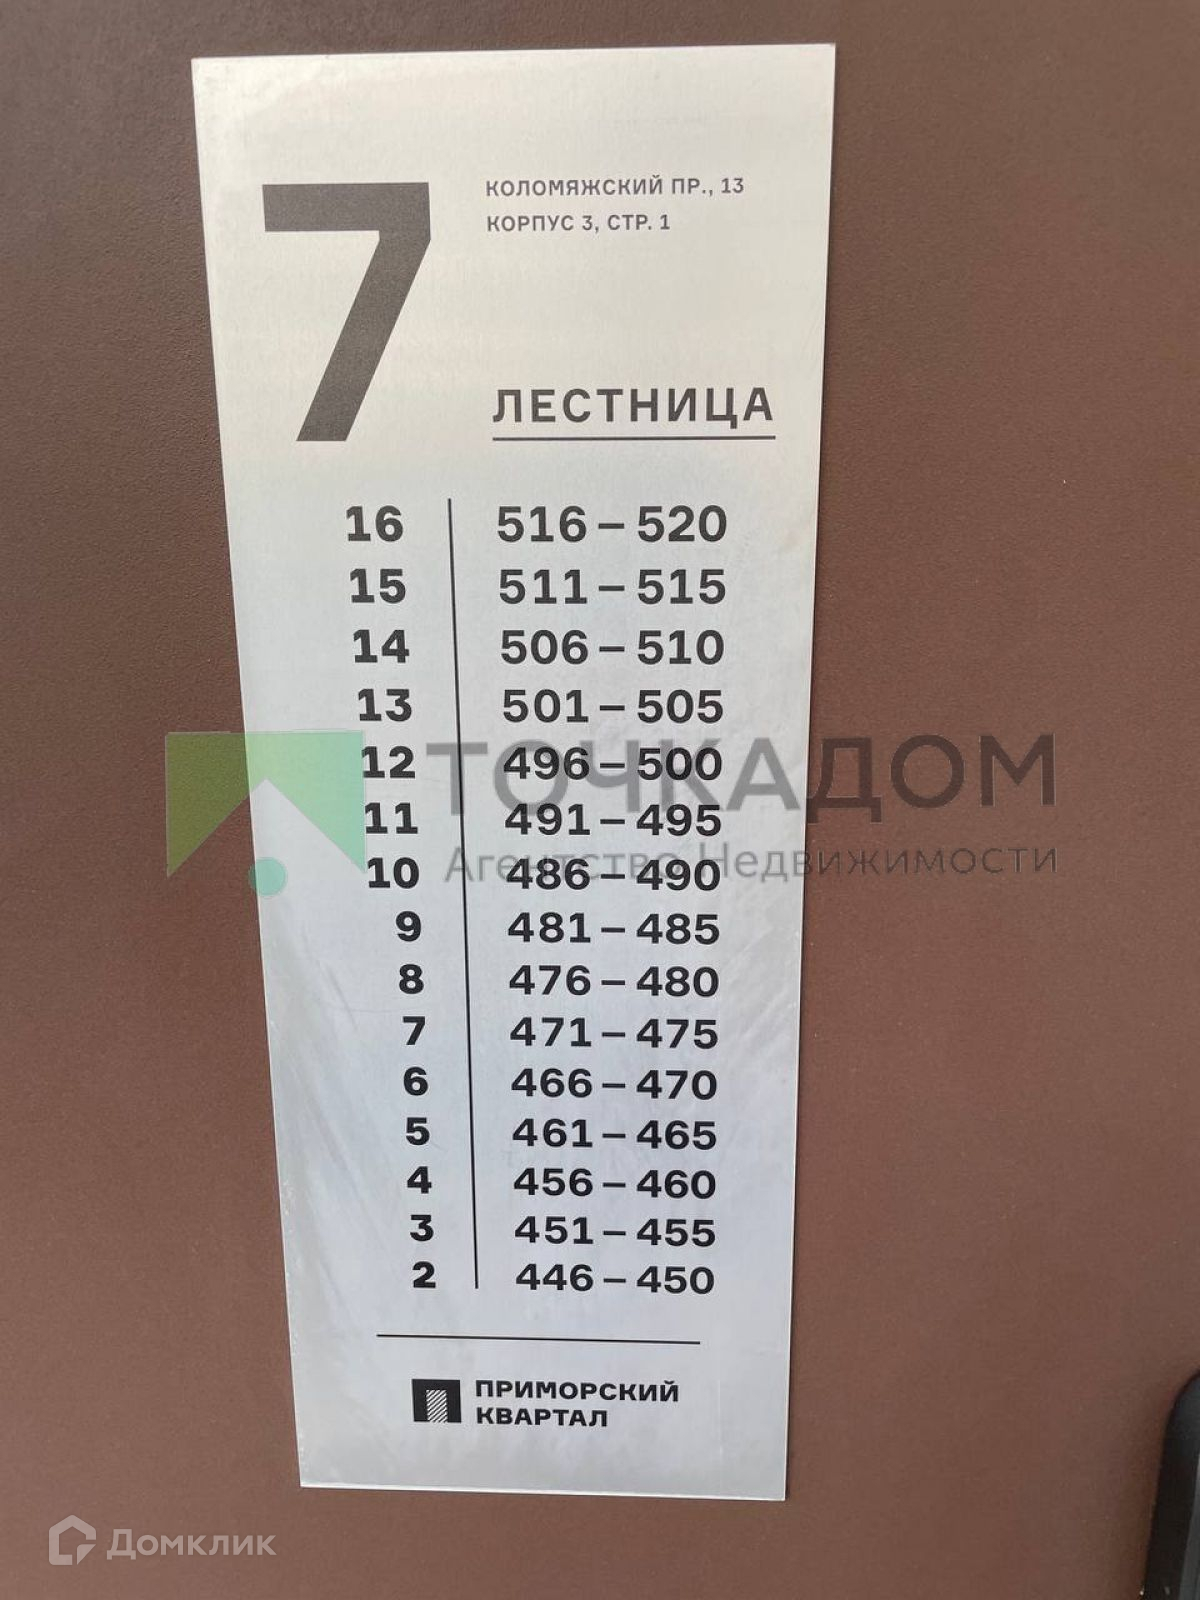 7
КОЛОМЯЖСКИЙ ПР., 13
КОРПУС 3, СТР. 1
ЛЕСТНИЦА
16 516 – 520
15 511 – 515
14 506 – 510
13 501 – 505
12 496 – 500
ТОЧКАДОМ
11 491 – 495
Агентство Недвижимости
10 486 – 490
9 481 – 485
8 476 – 480
7 471 – 475
6 466 – 470
5 461 – 465
4 456 – 460
3 451 – 455
2 446 – 450
ПРИМОРСКИЙ
КВАРТАЛ
Домклик